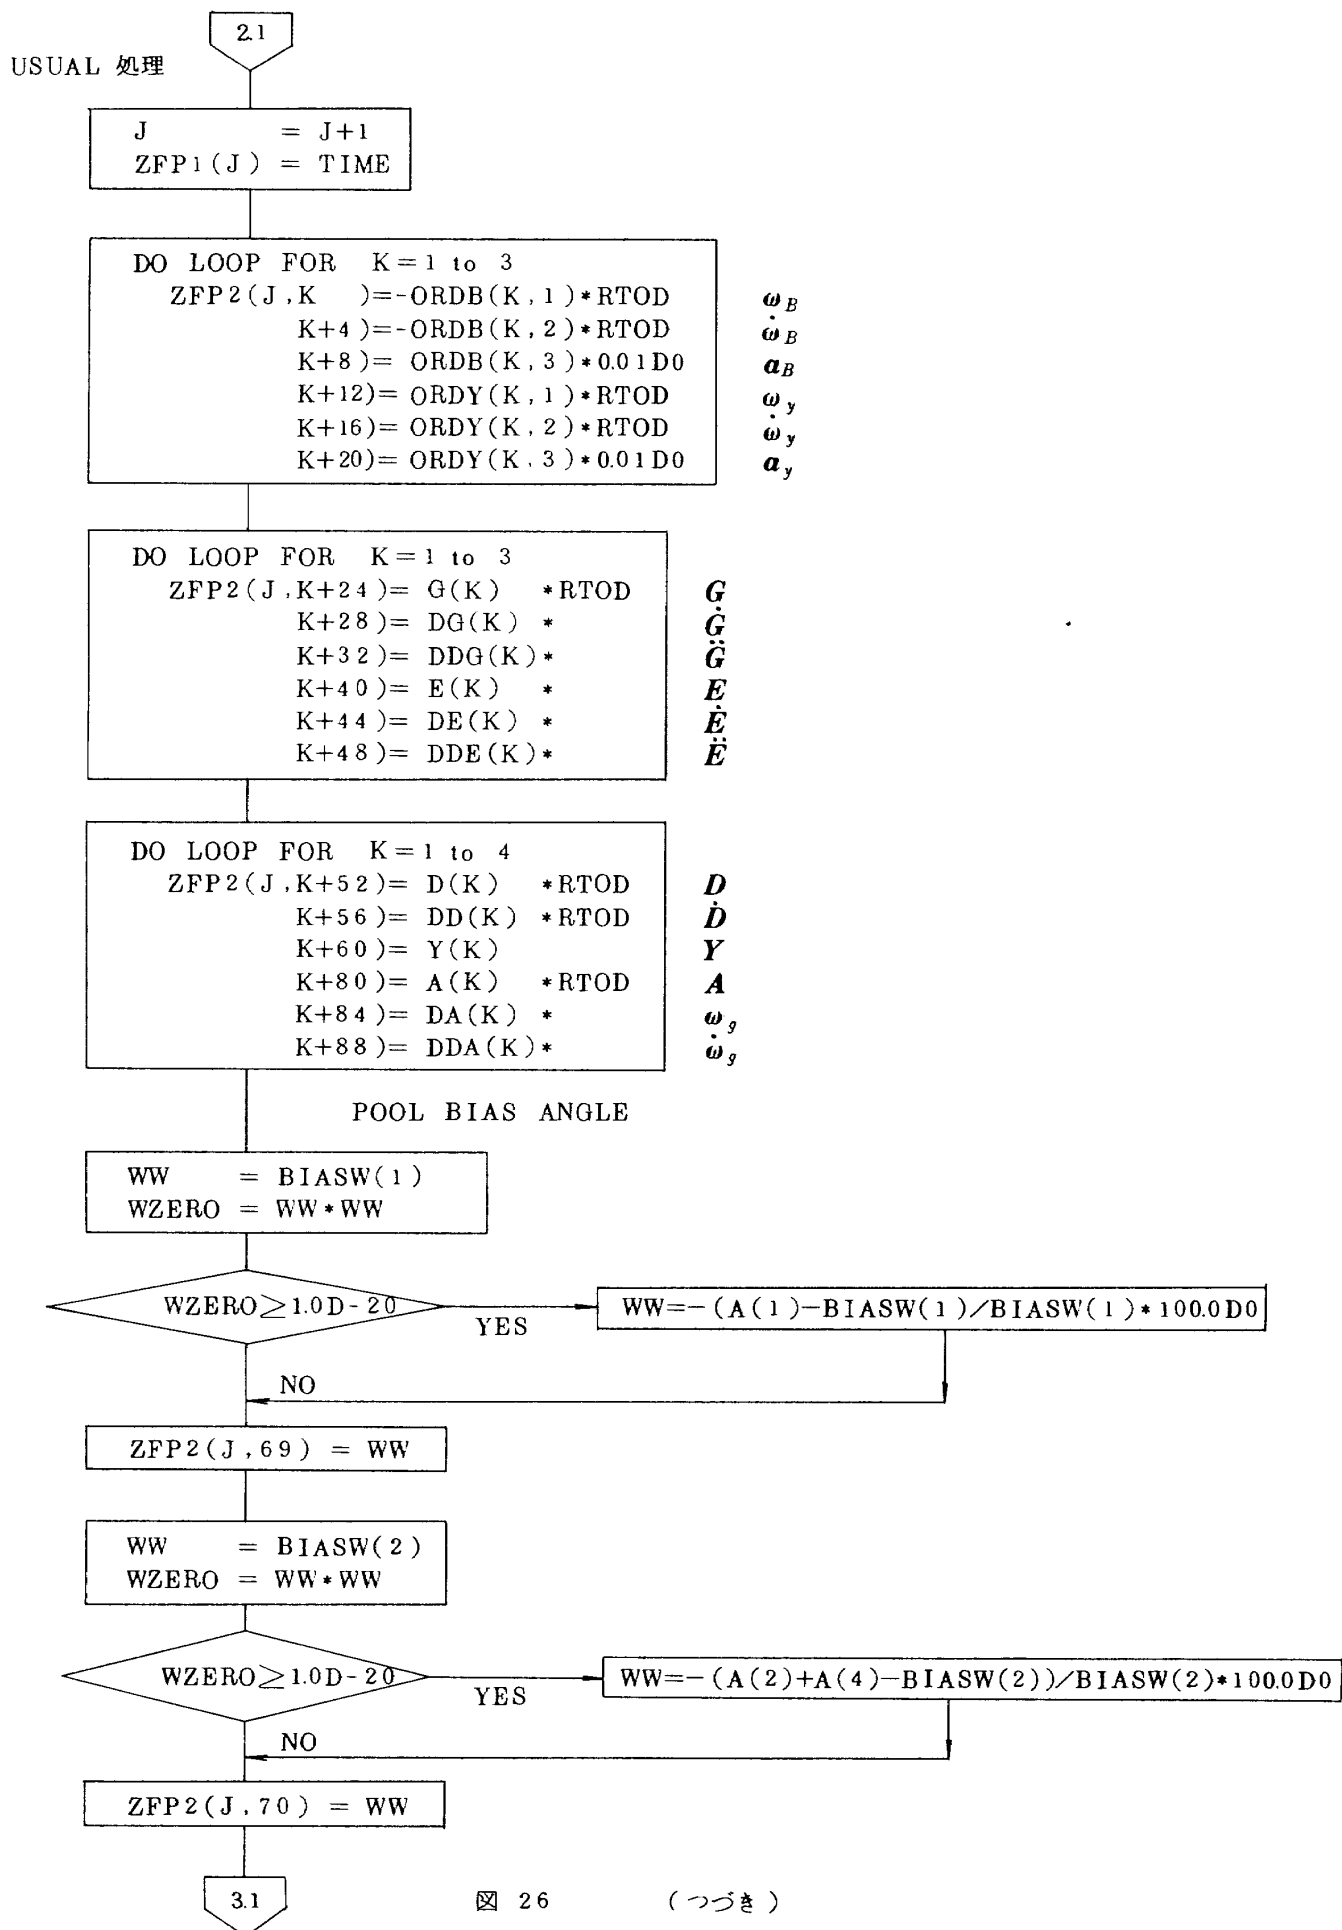 2.1
USUAL 処理
J = J+1
ZFP1(J) = TIME
DO LOOP FOR K=1 to 3
ZFP2(J,K )=-ORDB(K,1)*RTOD ω_B
K+4)=-ORDB(K,2)*RTOD ω̇_B
K+8)= ORDB(K,3)*0.01D0 a_B
K+12)= ORDY(K,1)*RTOD ω_y
K+16)= ORDY(K,2)*RTOD ω̇_y
K+20)= ORDY(K,3)*0.01D0 a_y
DO LOOP FOR K=1 to 3
ZFP2(J,K+24)= G(K) *RTOD G
K+28)= DG(K) * Ġ
K+32)= DDG(K)* G̈
K+40)= E(K) * E
K+44)= DE(K) * Ė
K+48)= DDE(K)* Ë
DO LOOP FOR K=1 to 4
ZFP2(J,K+52)= D(K) *RTOD D
K+56)= DD(K) *RTOD Ḋ
K+60)= Y(K) Y
K+80)= A(K) *RTOD A
K+84)= DA(K) * ω_g
K+88)= DDA(K)* ω̇_g
POOL BIAS ANGLE
WW = BIASW(1)
WZERO = WW*WW
WZERO≥1.0D-20
YES
WW=-(A(1)-BIASW(1)/BIASW(1)*100.0D0
NO
ZFP2(J,69) = WW
WW = BIASW(2)
WZERO = WW*WW
WZERO≥1.0D-20
YES
WW=-(A(2)+A(4)-BIASW(2))/BIASW(2)*100.0D0
NO
ZFP2(J,70) = WW
3.1
図 26 (つづき)